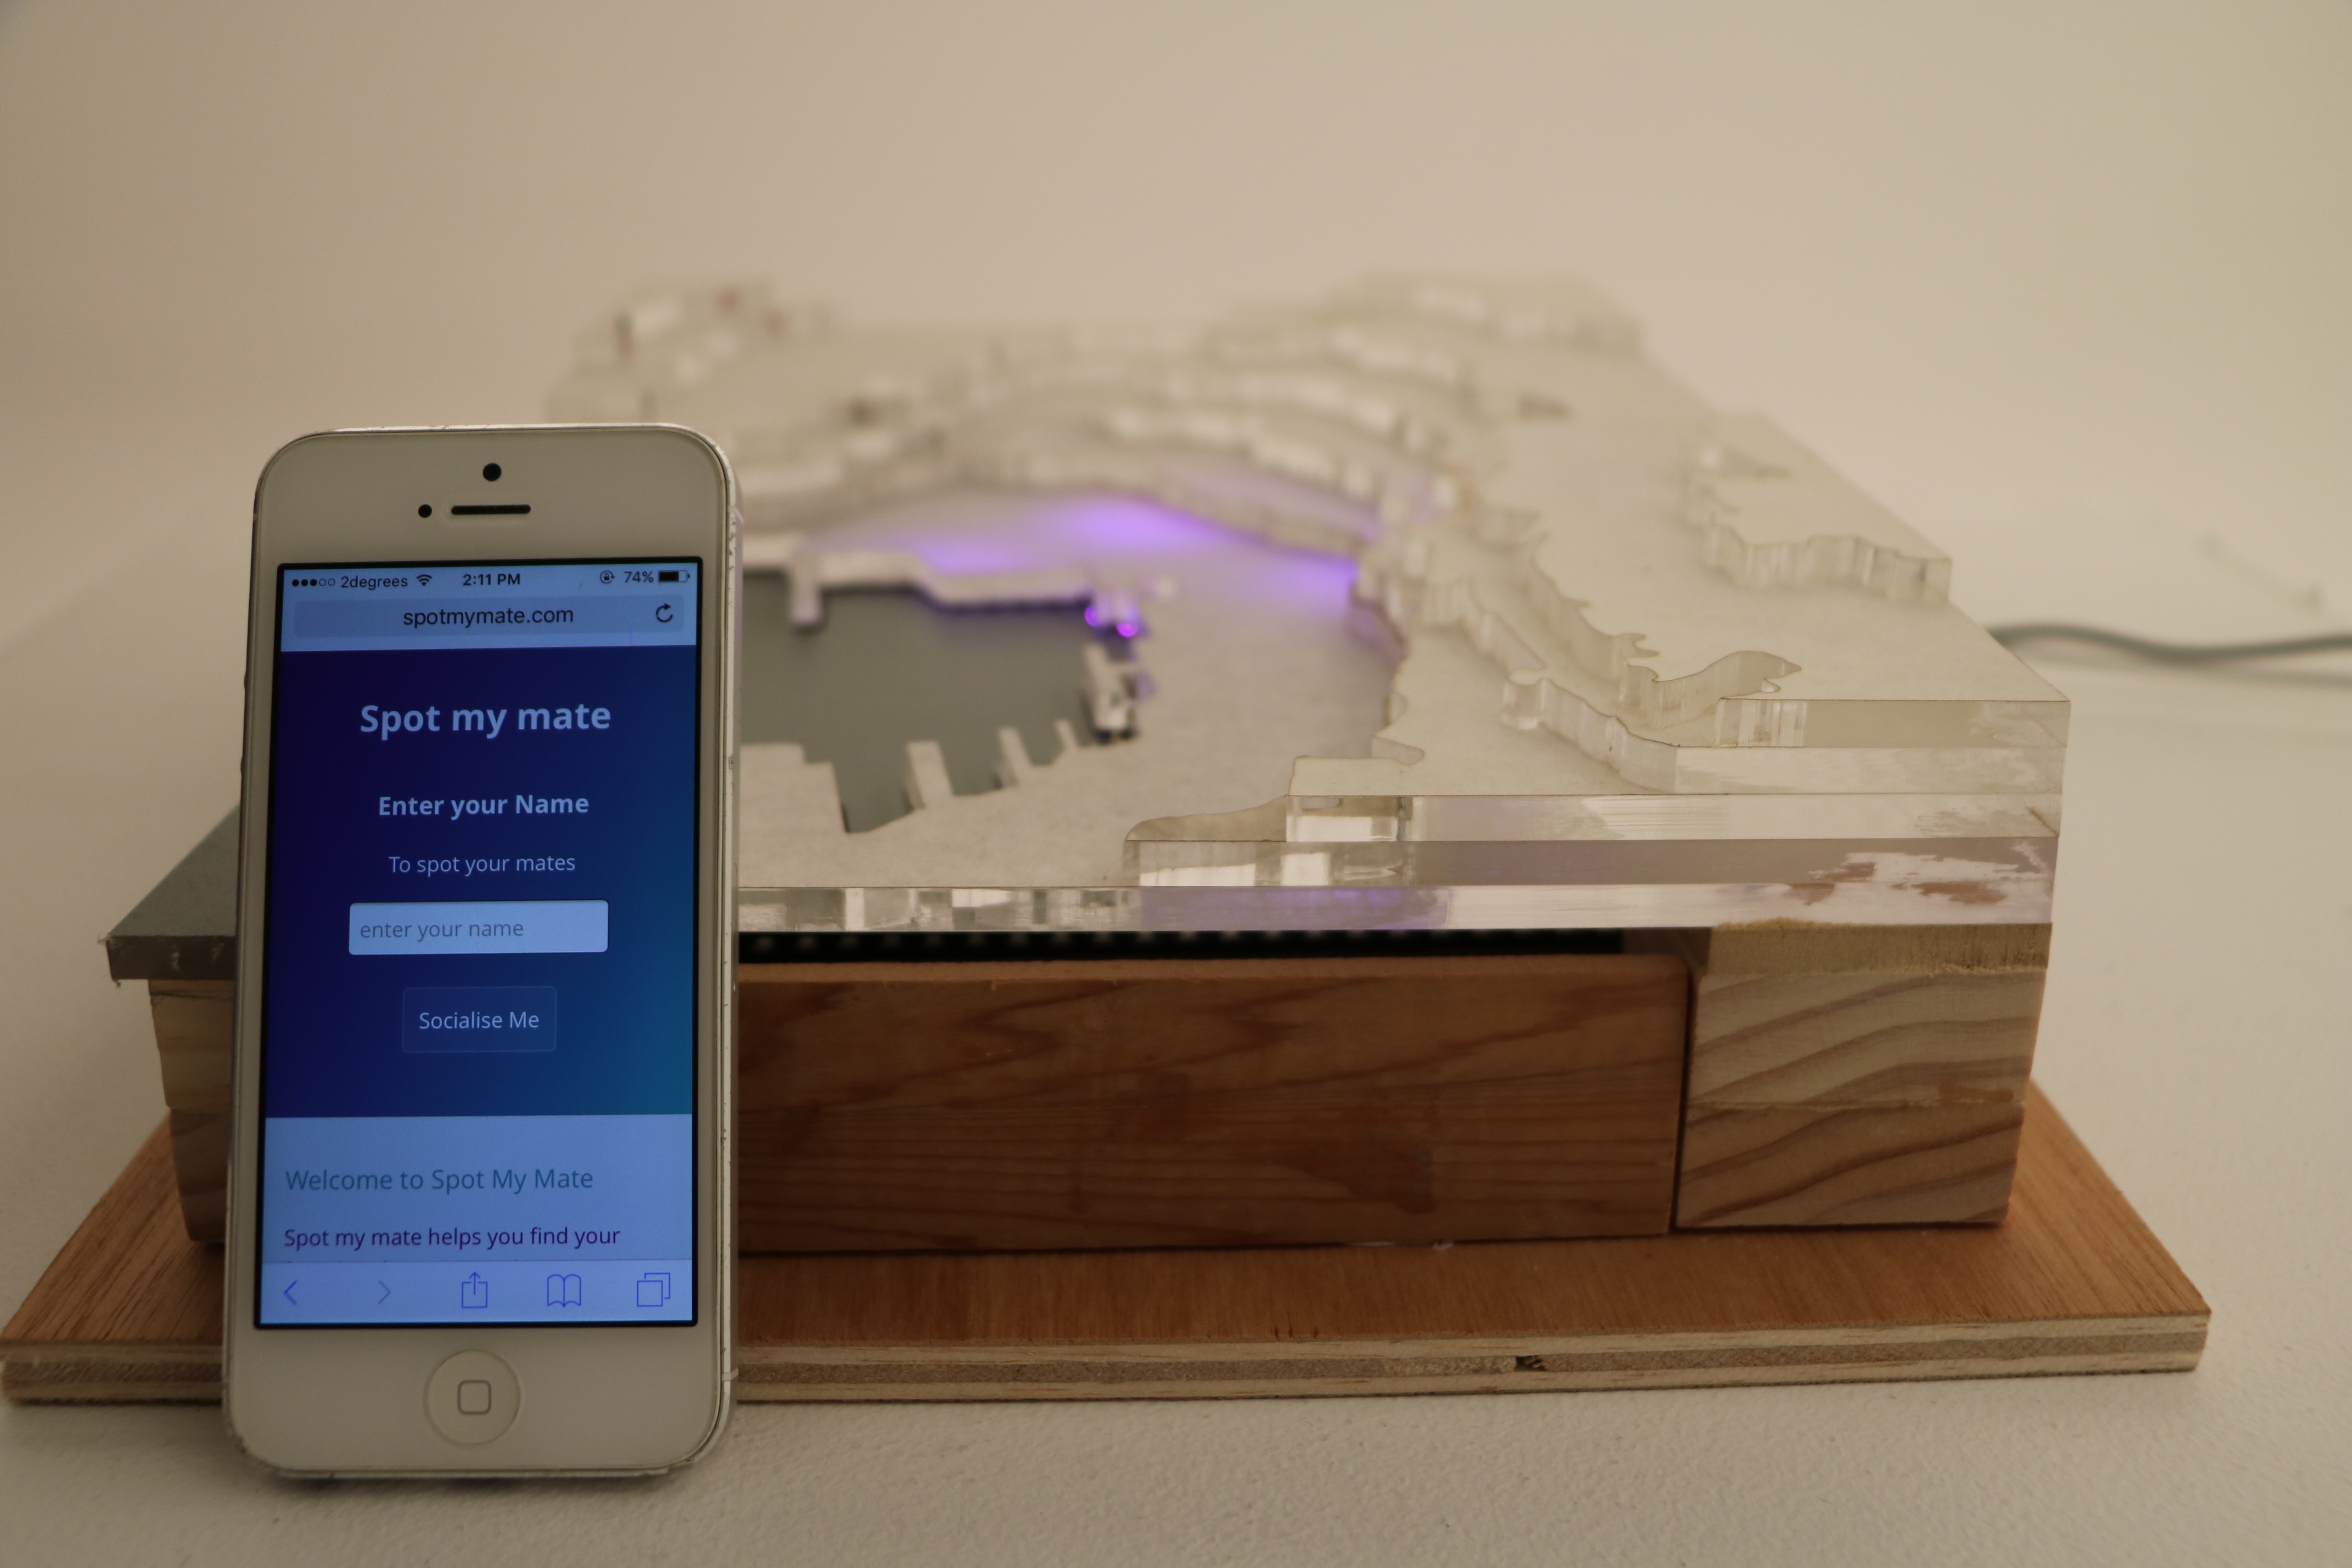 2degrees 2:11 PM 74%
spotmymate.com
Spot my mate
Enter your Name
To spot your mates
enter your name
Socialise Me
Welcome to Spot My Mate
Spot my mate helps you find your